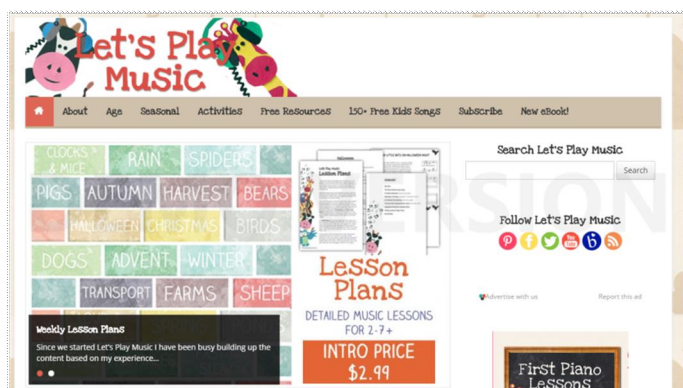 Let's Play
Music
About Age Seasonal Activities Free Resources 150+ Free Kids Songs Subscribe New eBook!
CLOCKS & MICE RAIN SPIDERS
PIGS AUTUMN HARVEST BEARS
HALLOWEEN CHRISTMAS BIRDS
DOGS ADVENT WINTER
TRANSPORT FARMS SHEEP
Weekly Lesson Plans
Since we started Let's Play Music I have been busy building up the
content based on my experience...
Lesson Plans
Lesson
Plans
DETAILED MUSIC LESSONS
FOR 2-7+
INTRO PRICE
$2.99
Search Let's Play Music
Search
Follow Let's Play Music
You
Tube
Advertise with us Report this ad
First Piano
Lessons
VERSION